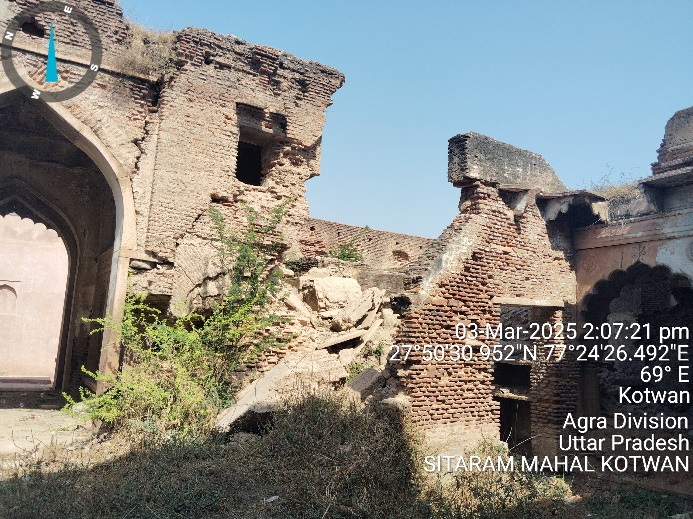 N E
W S
03-Mar-2025 2:07:21 pm
27°50'30.952"N 77°24'26.492"E
69° E
Kotwan
Agra Division
Uttar Pradesh
SITARAM MAHAL KOTWAN